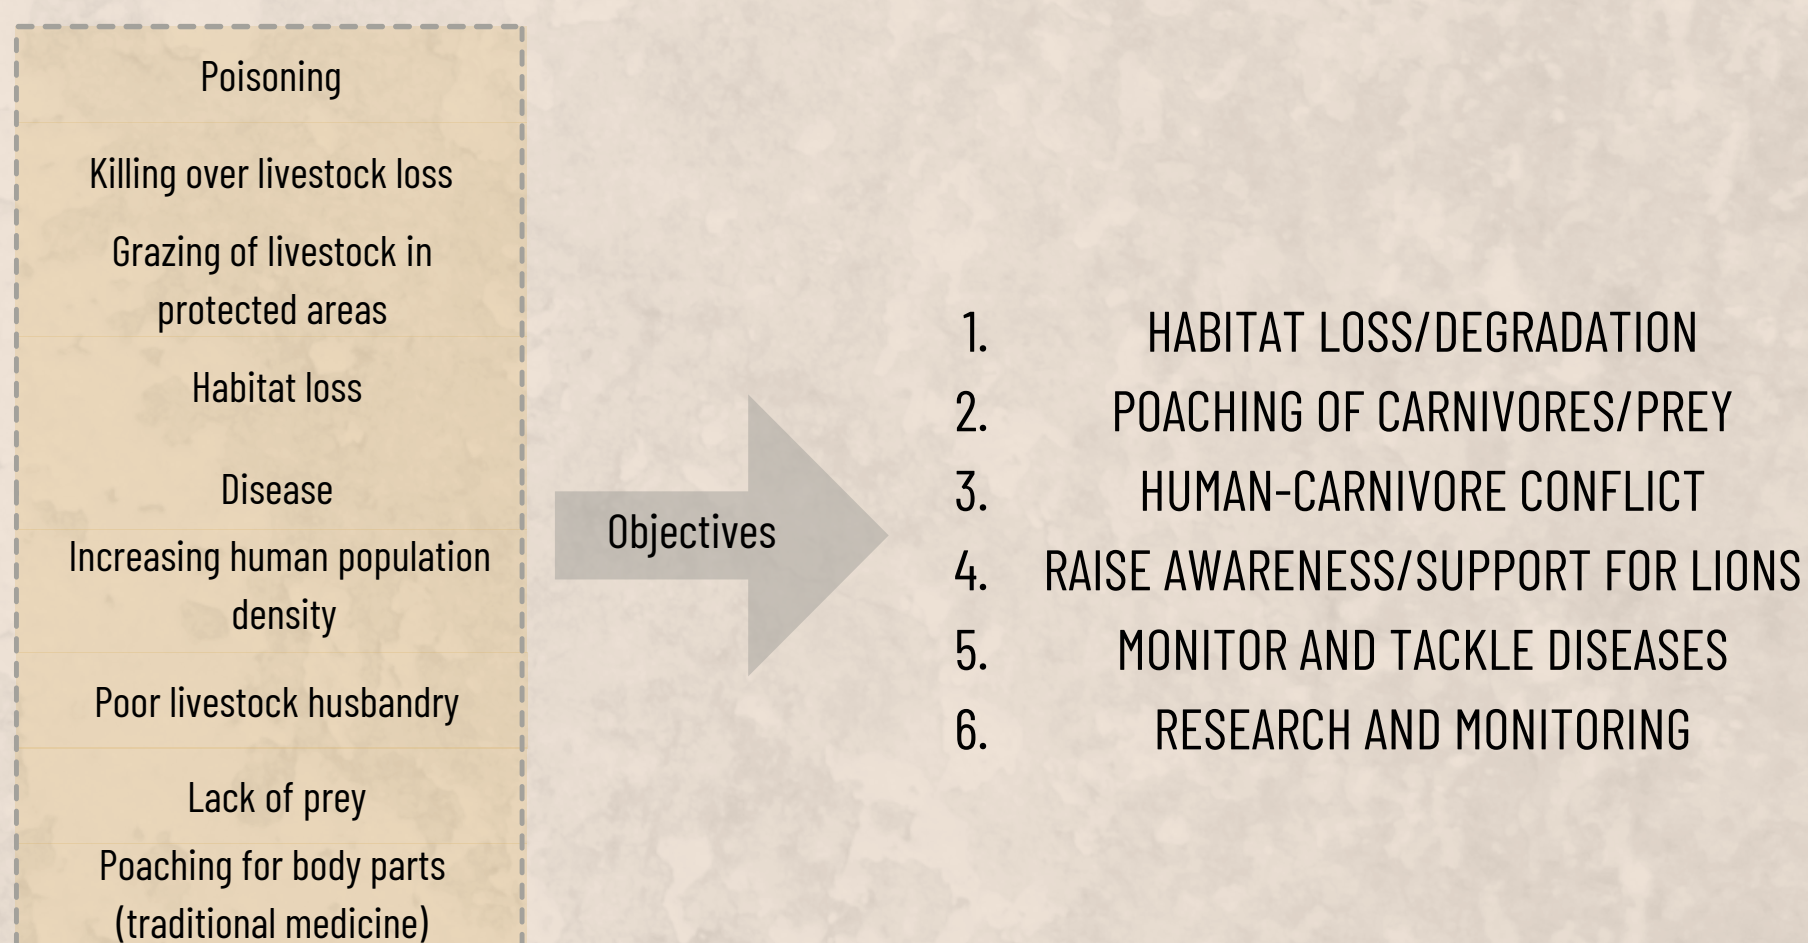 Poisoning
Killing over livestock loss
Grazing of livestock in
protected areas
Habitat loss
Disease
Increasing human population
density
Poor livestock husbandry
Lack of prey
Poaching for body parts
(traditional medicine)
Objectives
1. HABITAT LOSS/DEGRADATION
2. POACHING OF CARNIVORES/PREY
3. HUMAN-CARNIVORE CONFLICT
4. RAISE AWARENESS/SUPPORT FOR LIONS
5. MONITOR AND TACKLE DISEASES
6. RESEARCH AND MONITORING